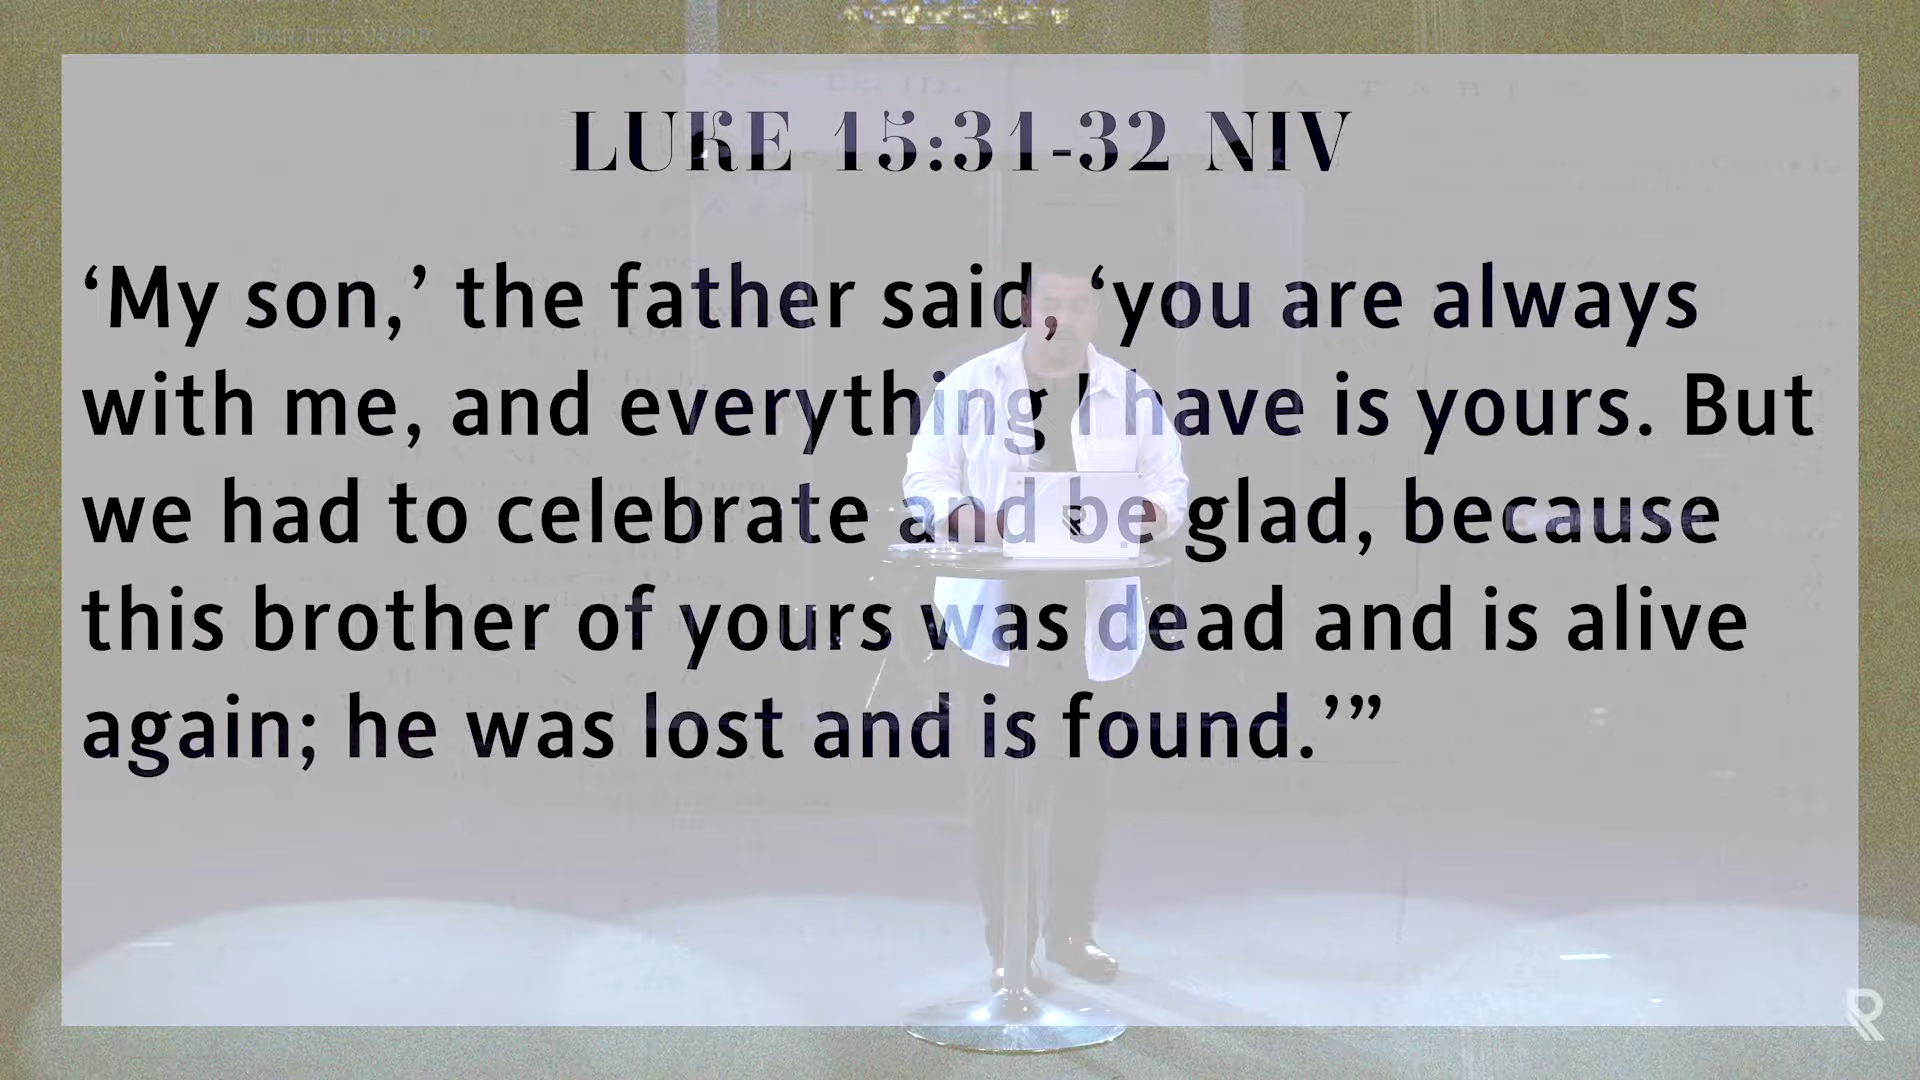 LUKE 15:31-32 NIV
‘My son,’ the father said, ‘you are always
with me, and everything I have is yours. But
we had to celebrate and be glad, because
this brother of yours was dead and is alive
again; he was lost and is found.’”